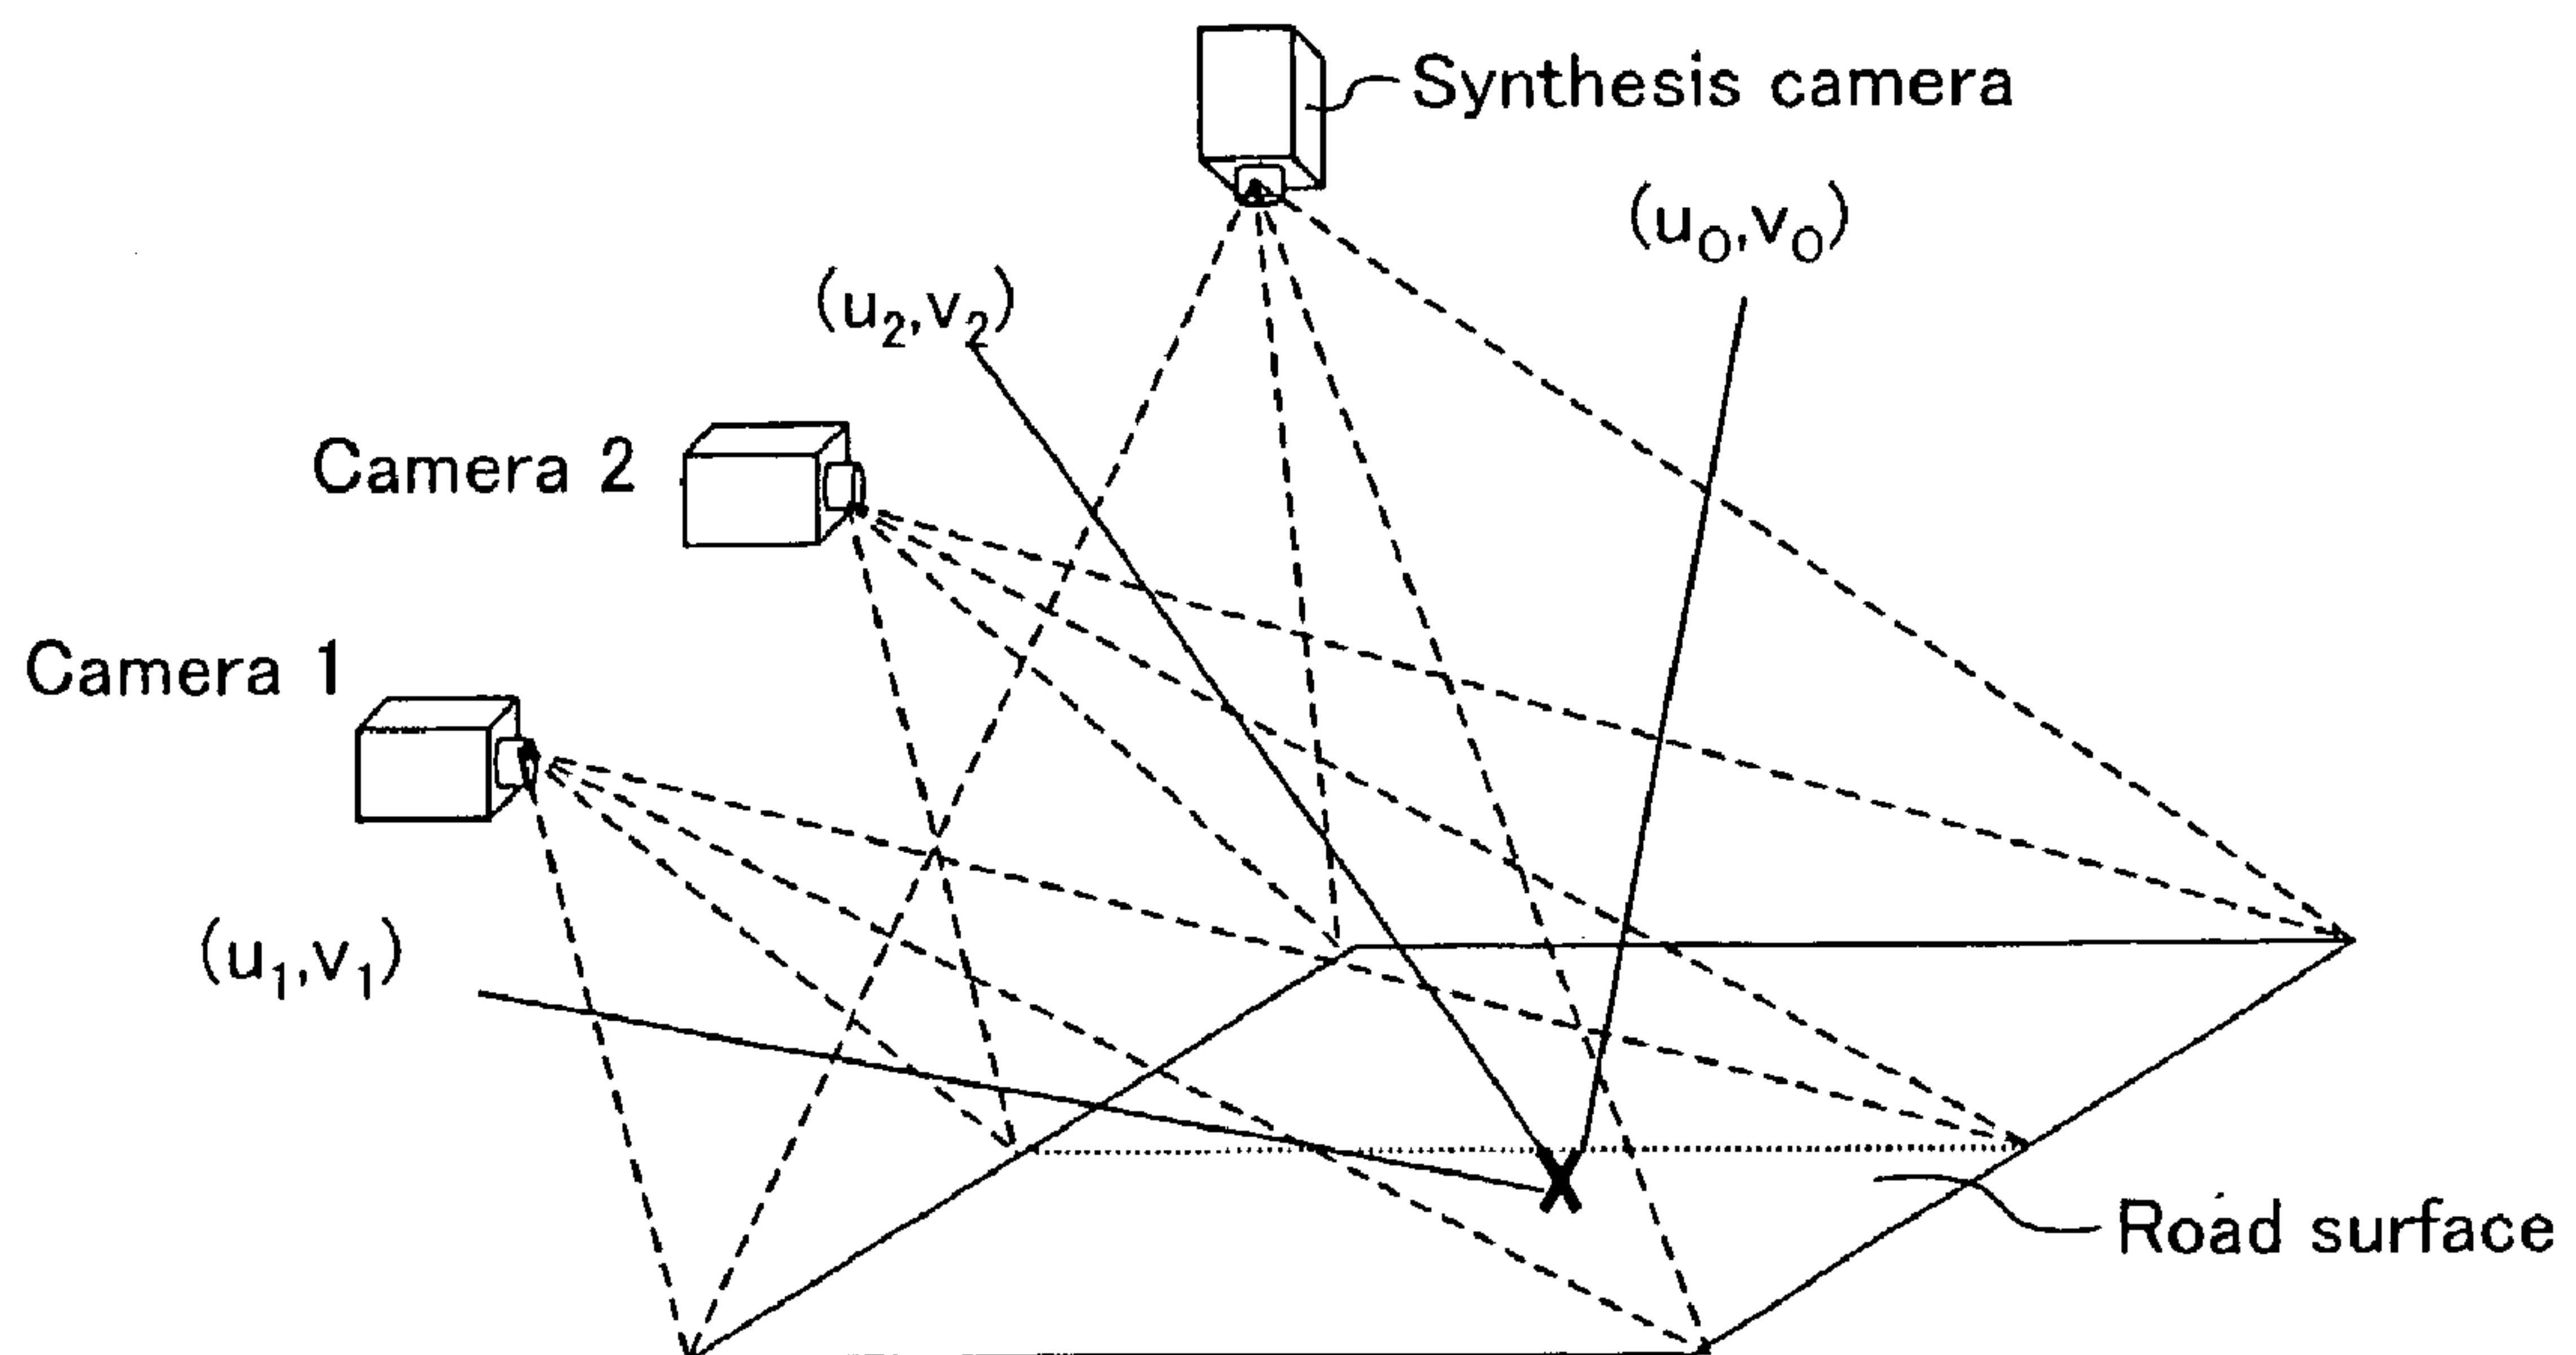 Synthesis camera
(u₀,v₀)
(u₂,v₂)
Camera 2
Camera 1
(u₁,v₁)
Road surface